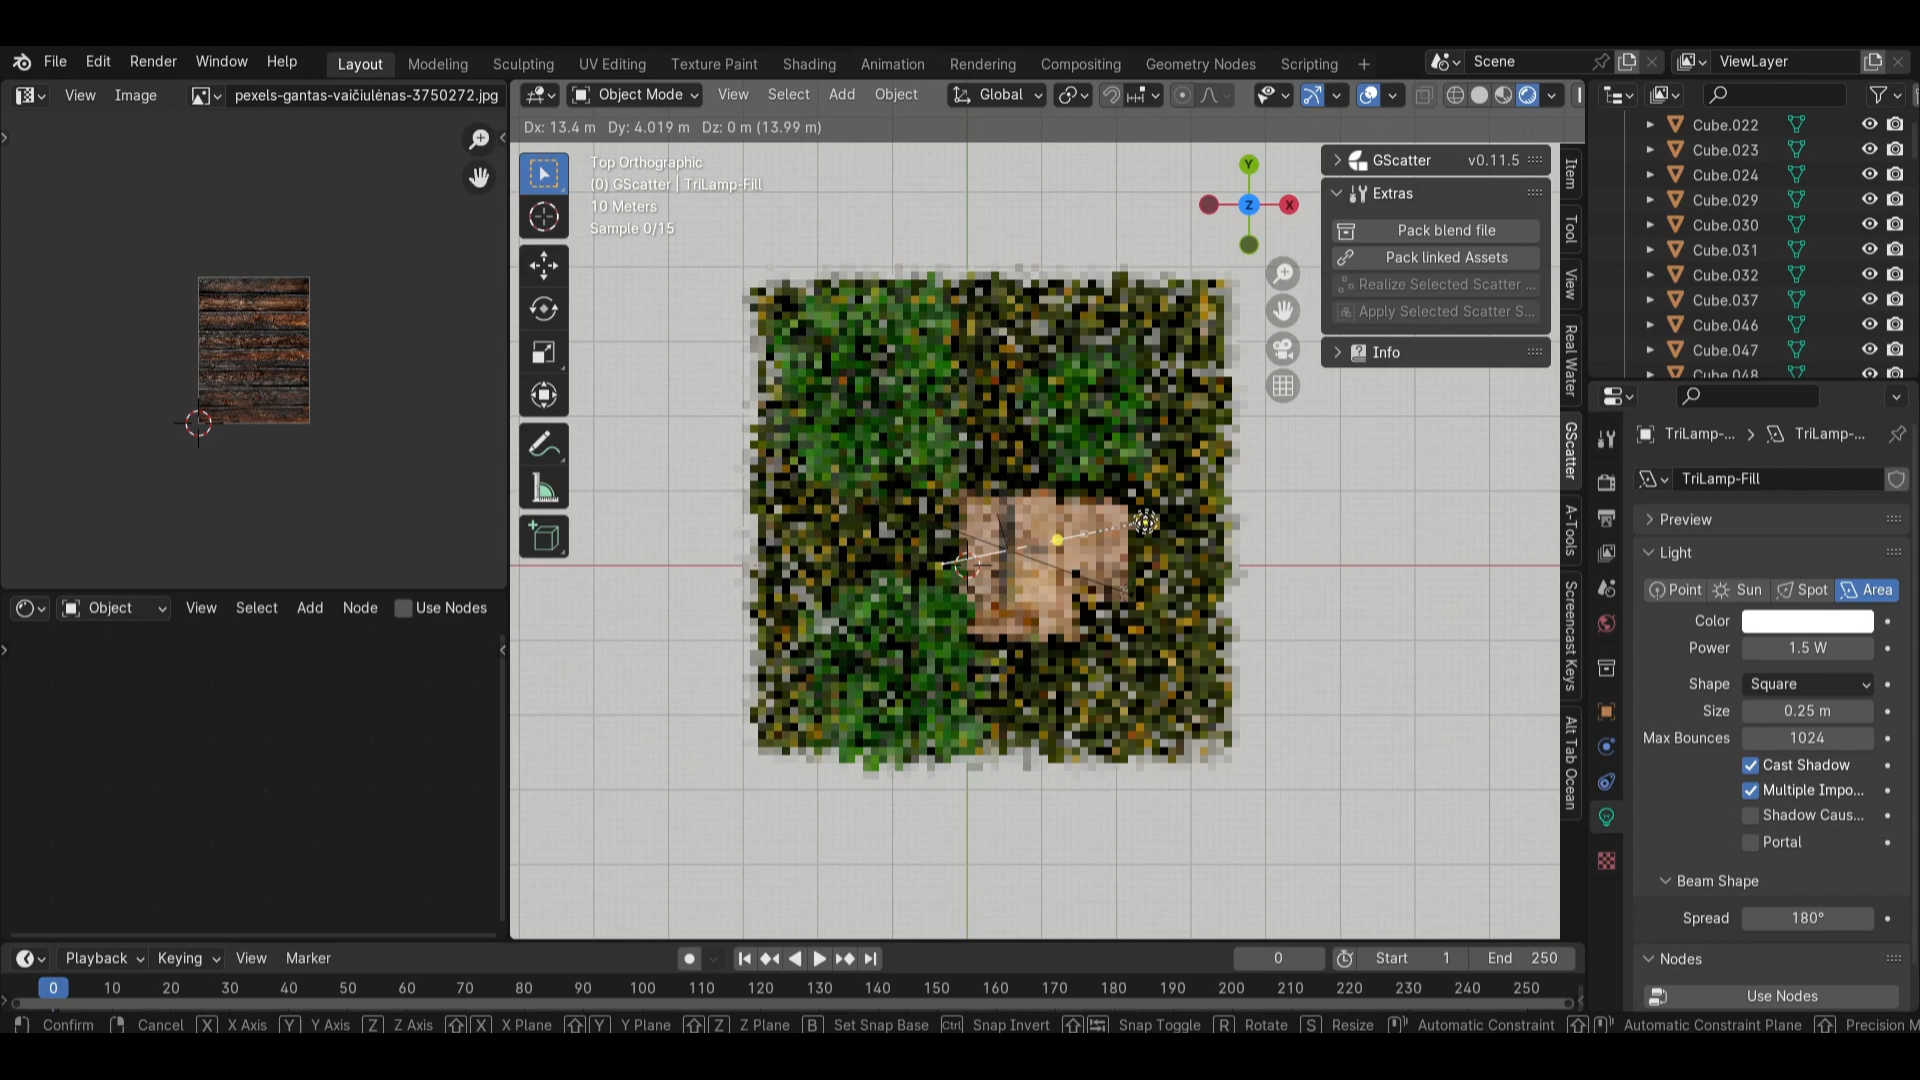 File Edit Render Window Help Layout Modeling Sculpting UV Editing Texture Paint Shading Animation Rendering Compositing Geometry Nodes Scripting + Scene ViewLayer
View Image pexels-gantas-vaičiulėnas-3750272.jpg
Object Mode View Select Add Object Global
Dx: 13.4 m Dy: 4.019 m Dz: 0 m (13.99 m)
Top Orthographic
(0) GScatter | TriLamp-Fill
10 Meters
Sample 0/15
Y
Z
X
GScatter v0.11.5
Extras
Pack blend file
Pack linked Assets
Realize Selected Scatter ...
Apply Selected Scatter S...
Info
Item
Tool
View
Real Water
GScatter
A-Tools
Screencast Keys
Alt Tab Ocean
Cube.022
Cube.023
Cube.024
Cube.029
Cube.030
Cube.031
Cube.032
Cube.037
Cube.046
Cube.047
Cube.048
TriLamp-... TriLamp-...
TriLamp-Fill
Preview
Light
Point Sun Spot Area
Color
Power 1.5 W
Shape Square
Size 0.25 m
Max Bounces 1024
Cast Shadow
Multiple Impo...
Shadow Caus...
Portal
Beam Shape
Spread 180°
Nodes
Use Nodes
Object View Select Add Node Use Nodes
Playback Keying View Marker 0 Start 1 End 250
0 10 20 30 40 50 60 70 80 90 100 110 120 130 140 150 160 170 180 190 200 210 220 230 240 250
Confirm Cancel X X Axis Y Y Axis Z Z Axis X X Plane Y Y Plane Z Z Plane B Set Snap Base Ctrl Snap Invert Snap Toggle R Rotate S Resize Automatic Constraint Automatic Constraint Plane Precision M